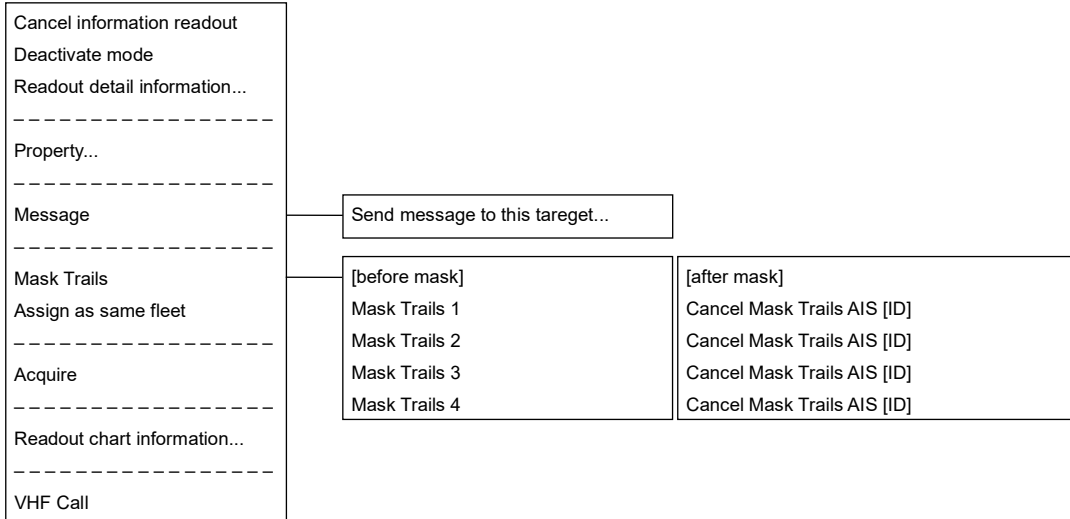 Cancel information readout
Deactivate mode
Readout detail information...
Property...
Message
Send message to this tareget...
Mask Trails
Assign as same fleet
Acquire
Readout chart information...
VHF Call
[before mask]
Mask Trails 1
Mask Trails 2
Mask Trails 3
Mask Trails 4
[after mask]
Cancel Mask Trails AIS [ID]
Cancel Mask Trails AIS [ID]
Cancel Mask Trails AIS [ID]
Cancel Mask Trails AIS [ID]